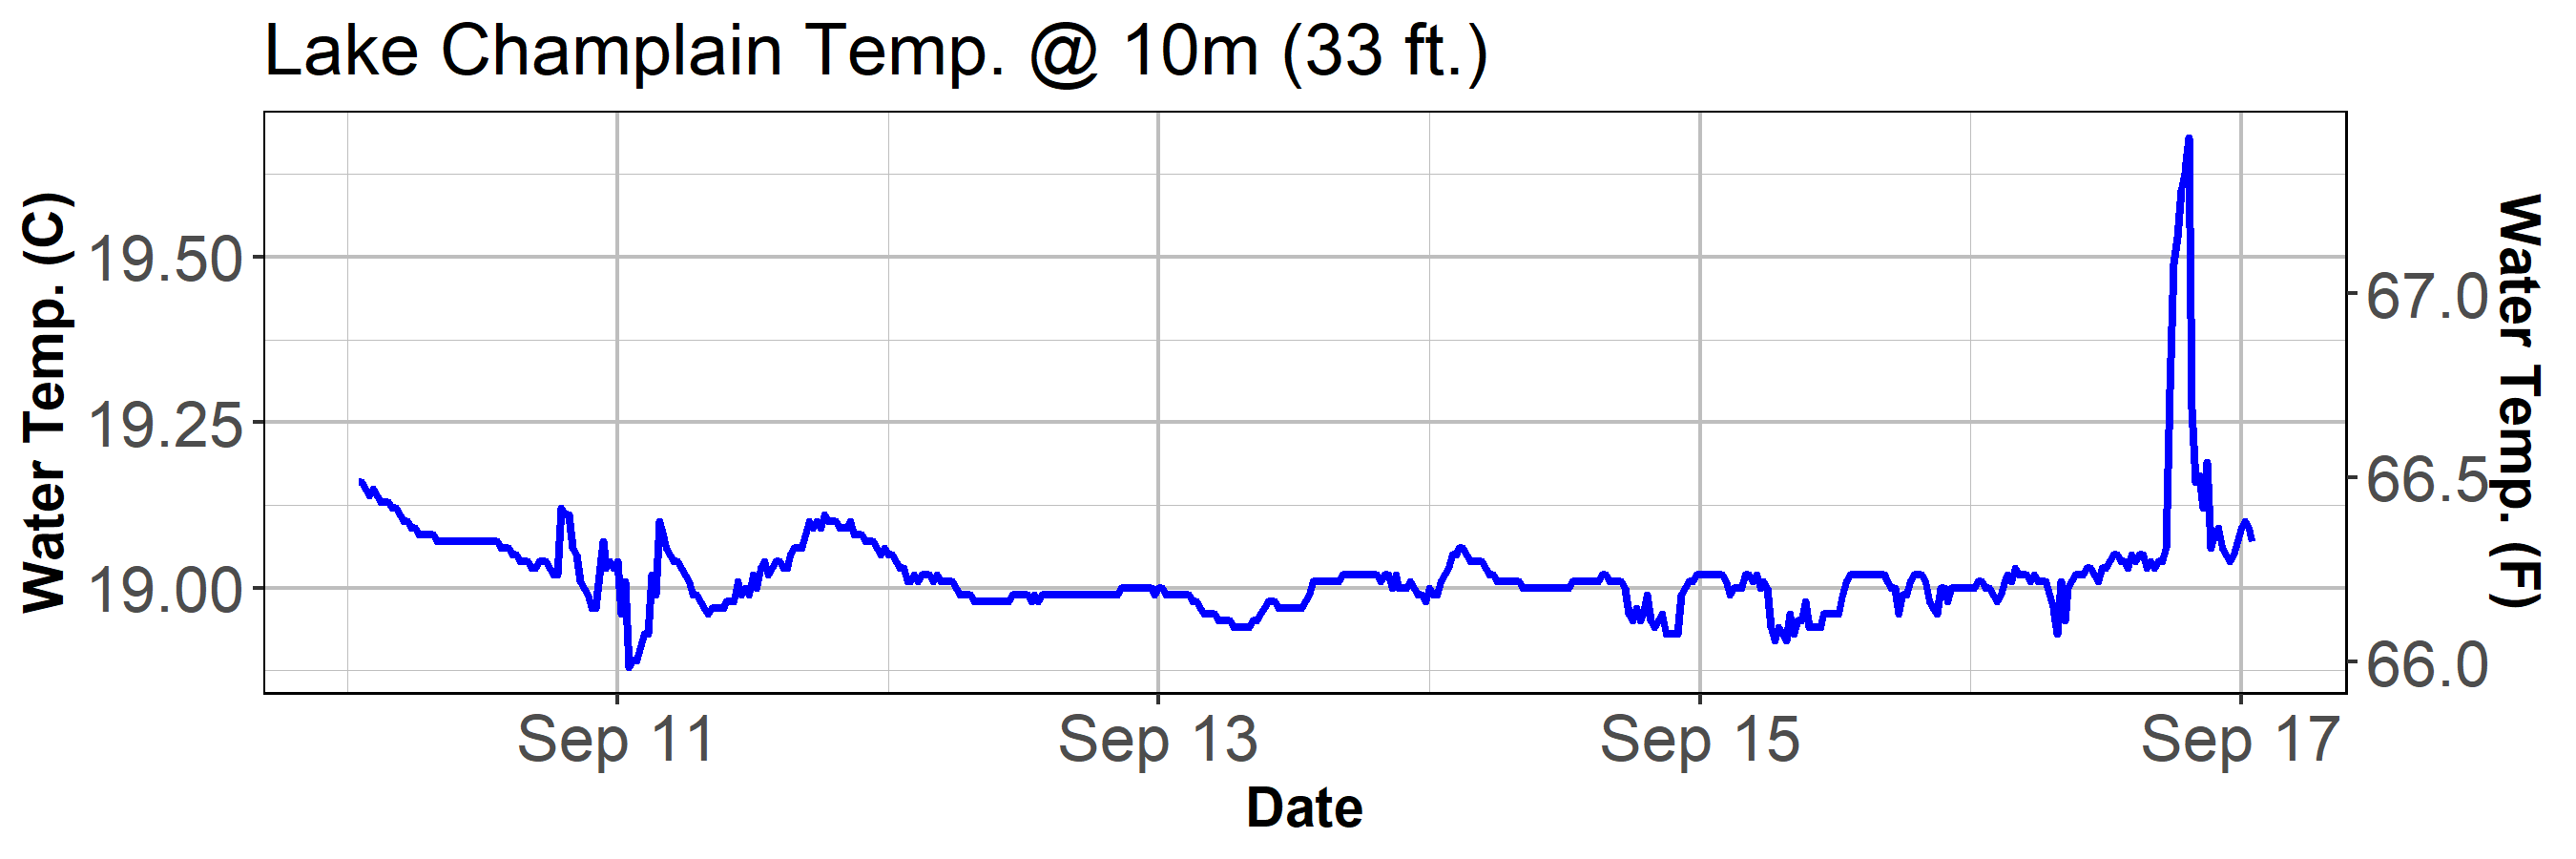 Lake Champlain Temp. @ 10m (33 ft.)
Water Temp. (C)
19.50
19.25
19.00
67.0
66.5
66.0
Water Temp. (F)
Sep 11
Sep 13
Sep 15
Sep 17
Date